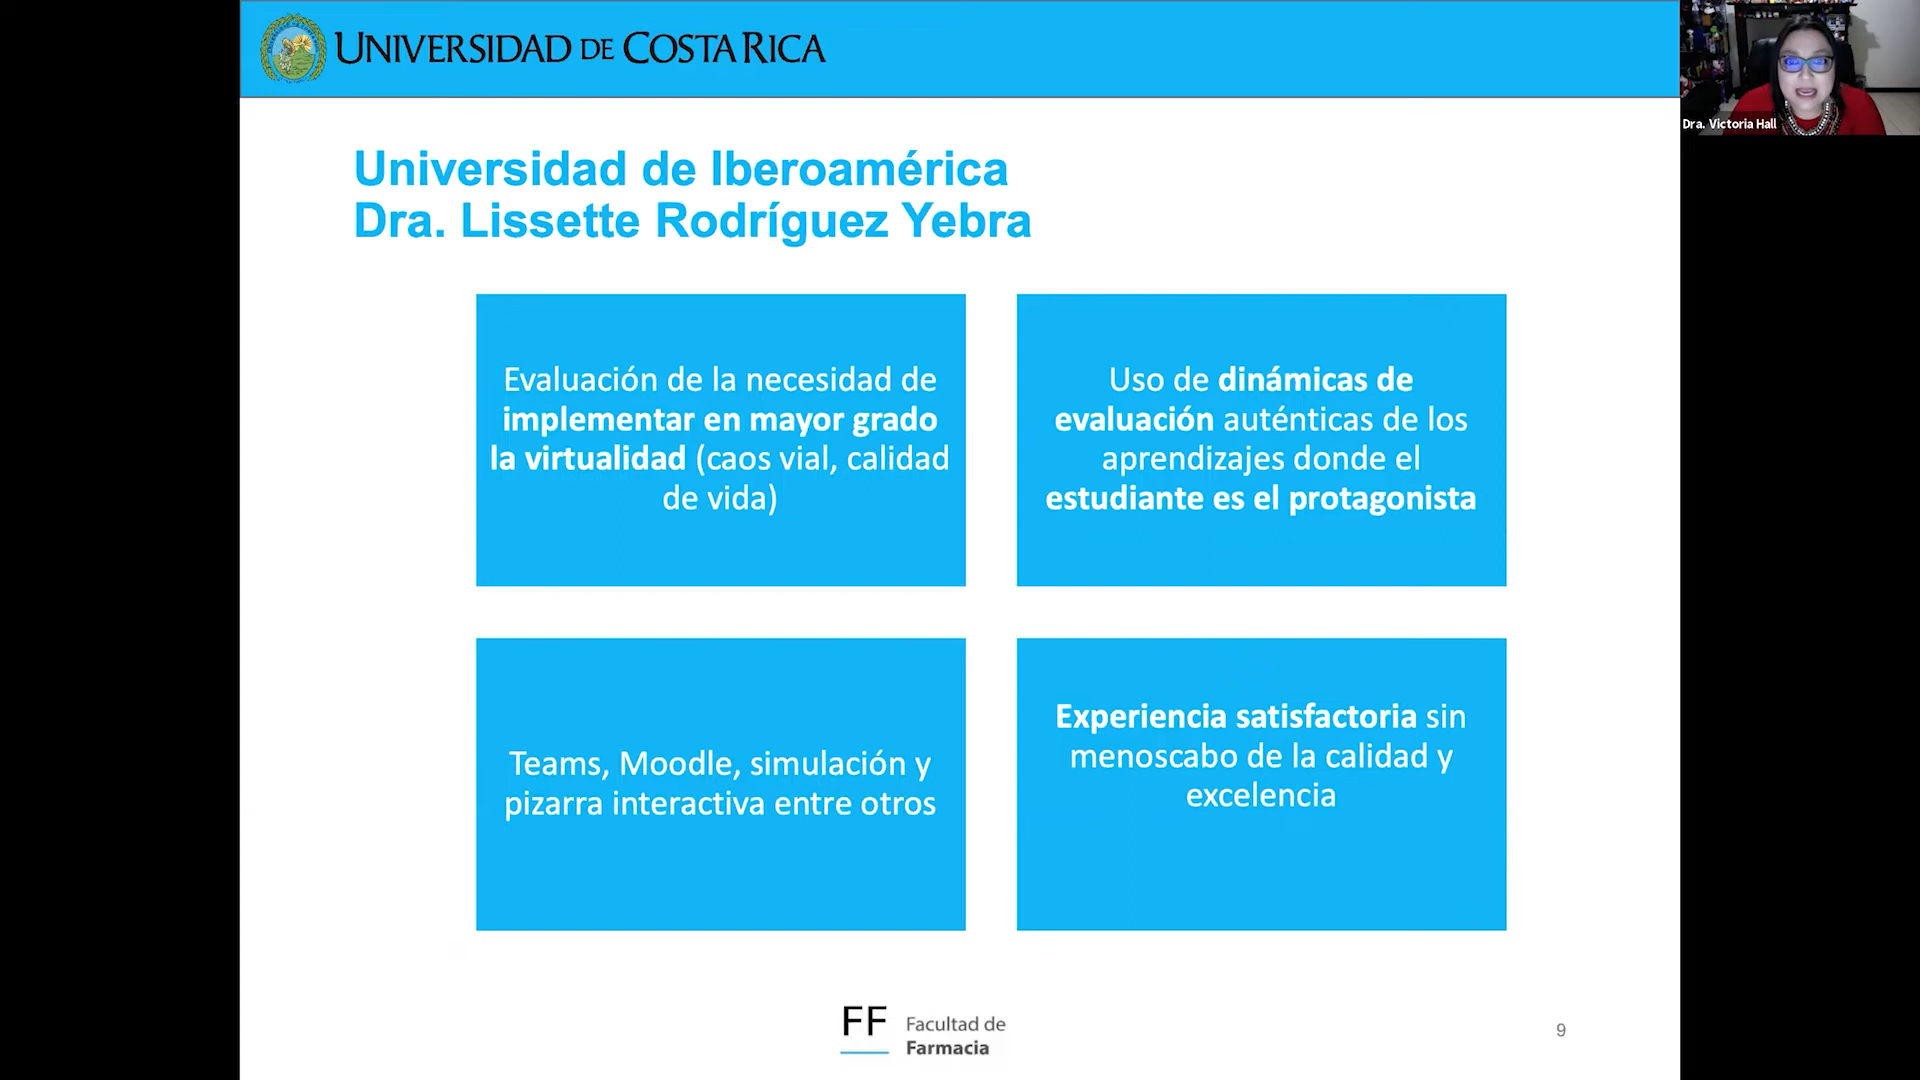 UNIVERSIDAD DE COSTA RICA
Dra. Victoria Hall
Universidad de Iberoamérica
Dra. Lissette Rodríguez Yebra
Evaluación de la necesidad de
implementar en mayor grado
la virtualidad (caos vial, calidad
de vida)
Uso de dinámicas de
evaluación auténticas de los
aprendizajes donde el
estudiante es el protagonista
Teams, Moodle, simulación y
pizarra interactiva entre otros
Experiencia satisfactoria sin
menoscabo de la calidad y
excelencia
FF
Facultad de
Farmacia
9